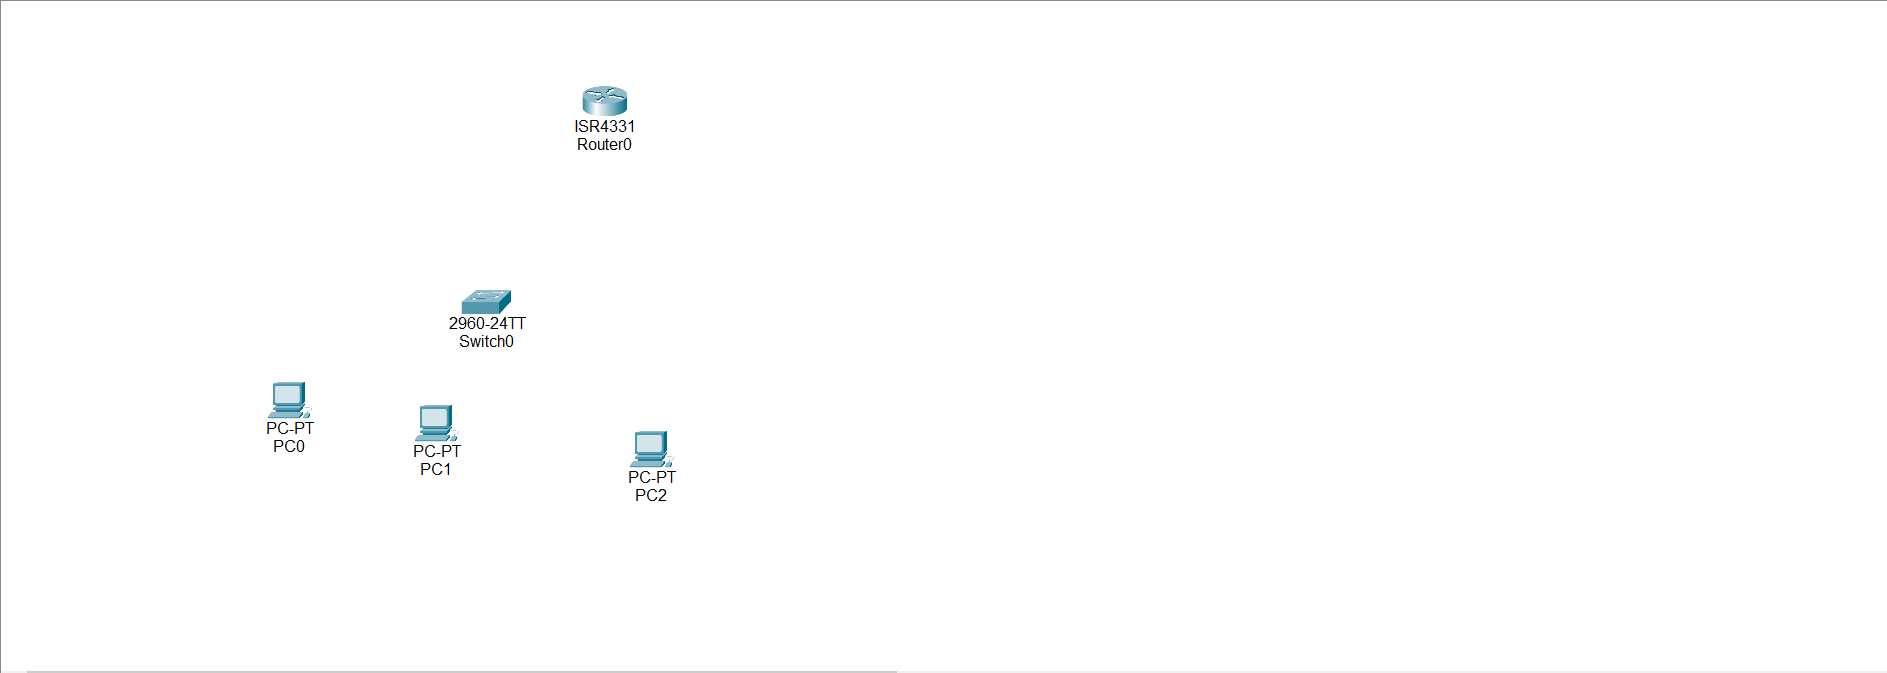 ISR4331
Router0
2960-24TT
Switch0
PC-PT
PC0
PC-PT
PC1
PC-PT
PC2